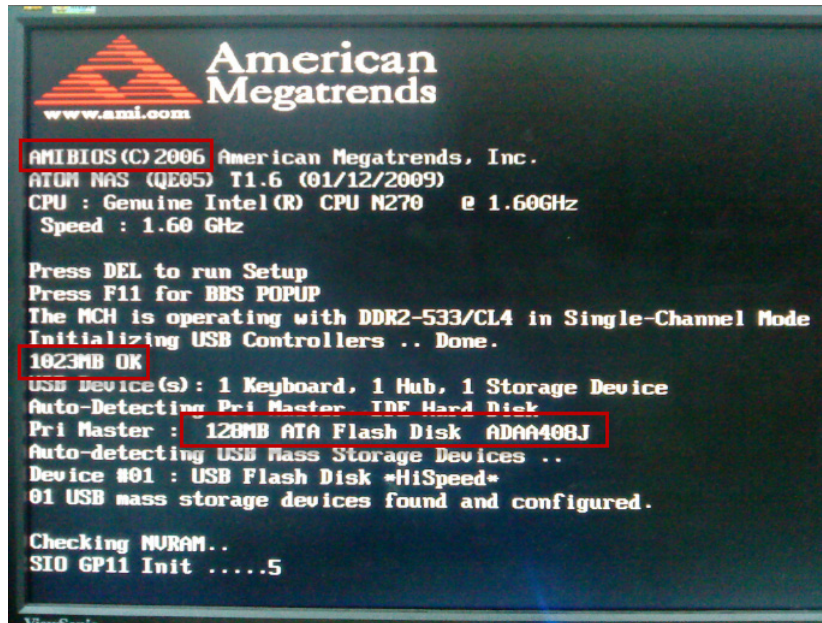 American
Megatrends
www.ami.com
AMIBIOS(C)2006 American Megatrends, Inc.
ATOM NAS (QE05) T1.6 (01/12/2009)
CPU : Genuine Intel(R) CPU N270 @ 1.60GHz
Speed : 1.60 GHz
Press DEL to run Setup
Press F11 for BBS POPUP
The MCH is operating with DDR2-533/CL4 in Single-Channel Mode
Initializing USB Controllers .. Done.
1023MB OK
USB Device(s): 1 Keyboard, 1 Hub, 1 Storage Device
Auto-Detecting Pri Master..IDE Hard Disk
Pri Master : 128MB ATA Flash Disk ADAA408J
Auto-detecting USB Mass Storage Devices ..
Device #01 : USB Flash Disk *HiSpeed*
01 USB mass storage devices found and configured.
Checking NVRAM..
SIO GP11 Init .....5
ViewSonic